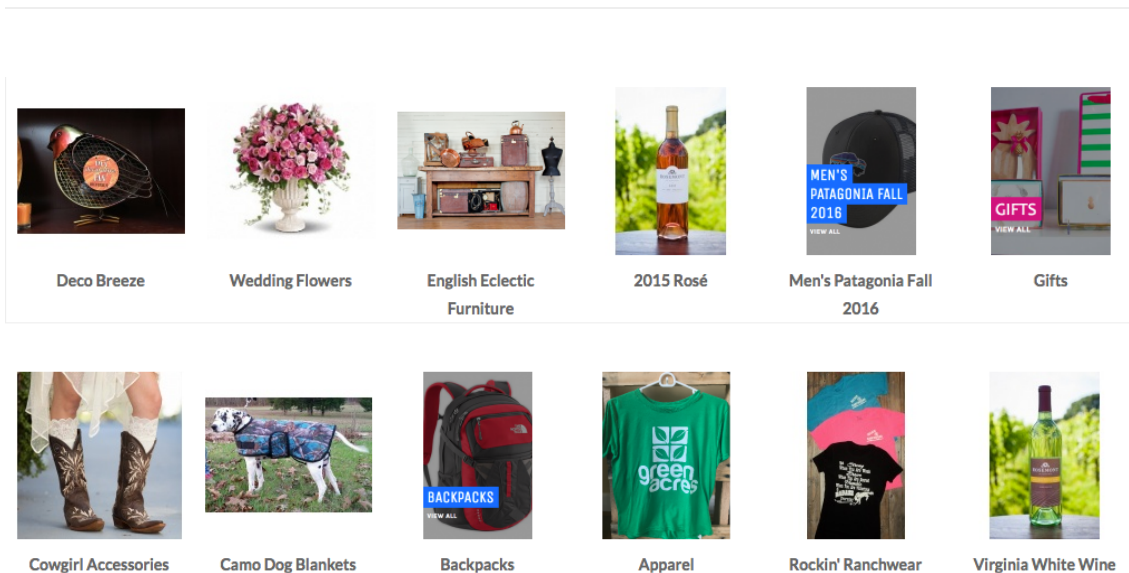 MEN'S
PATAGONIA FALL
2016
VIEW ALL
GIFTS
VIEW ALL
Deco Breeze
Wedding Flowers
English Eclectic
Furniture
2015 Rosé
Men's Patagonia Fall
2016
Gifts
BACKPACKS
VIEW ALL
green
acres
Cowgirl Accessories
Camo Dog Blankets
Backpacks
Apparel
Rockin' Ranchwear
Virginia White Wine